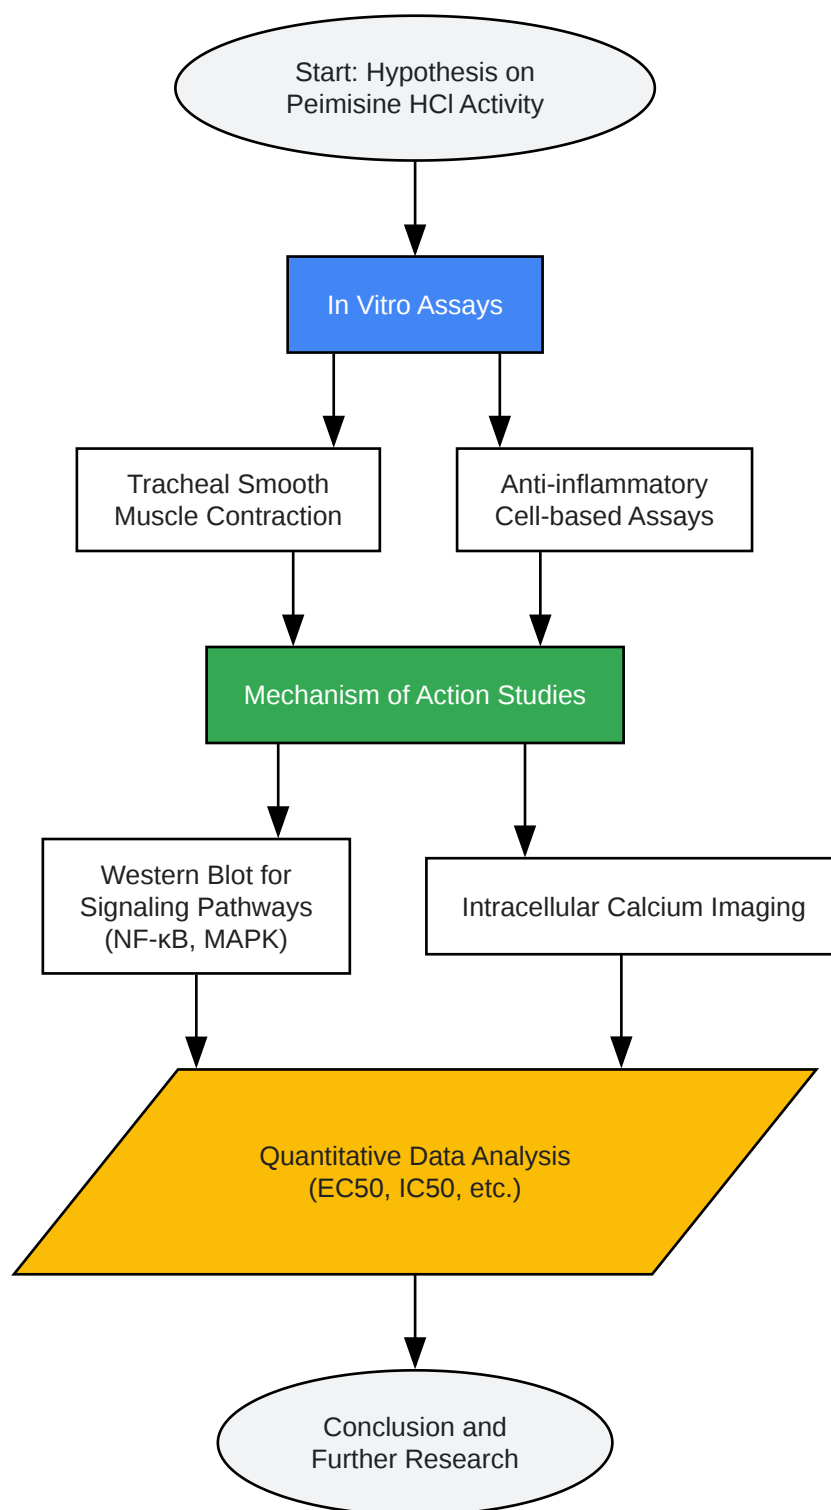 Start: Hypothesis on
Peimisine HCl Activity
In Vitro Assays
Tracheal Smooth
Muscle Contraction
Anti-inflammatory
Cell-based Assays
Mechanism of Action Studies
Western Blot for
Signaling Pathways
(NF-κB, MAPK)
Intracellular Calcium Imaging
Quantitative Data Analysis
(EC50, IC50, etc.)
Conclusion and
Further Research